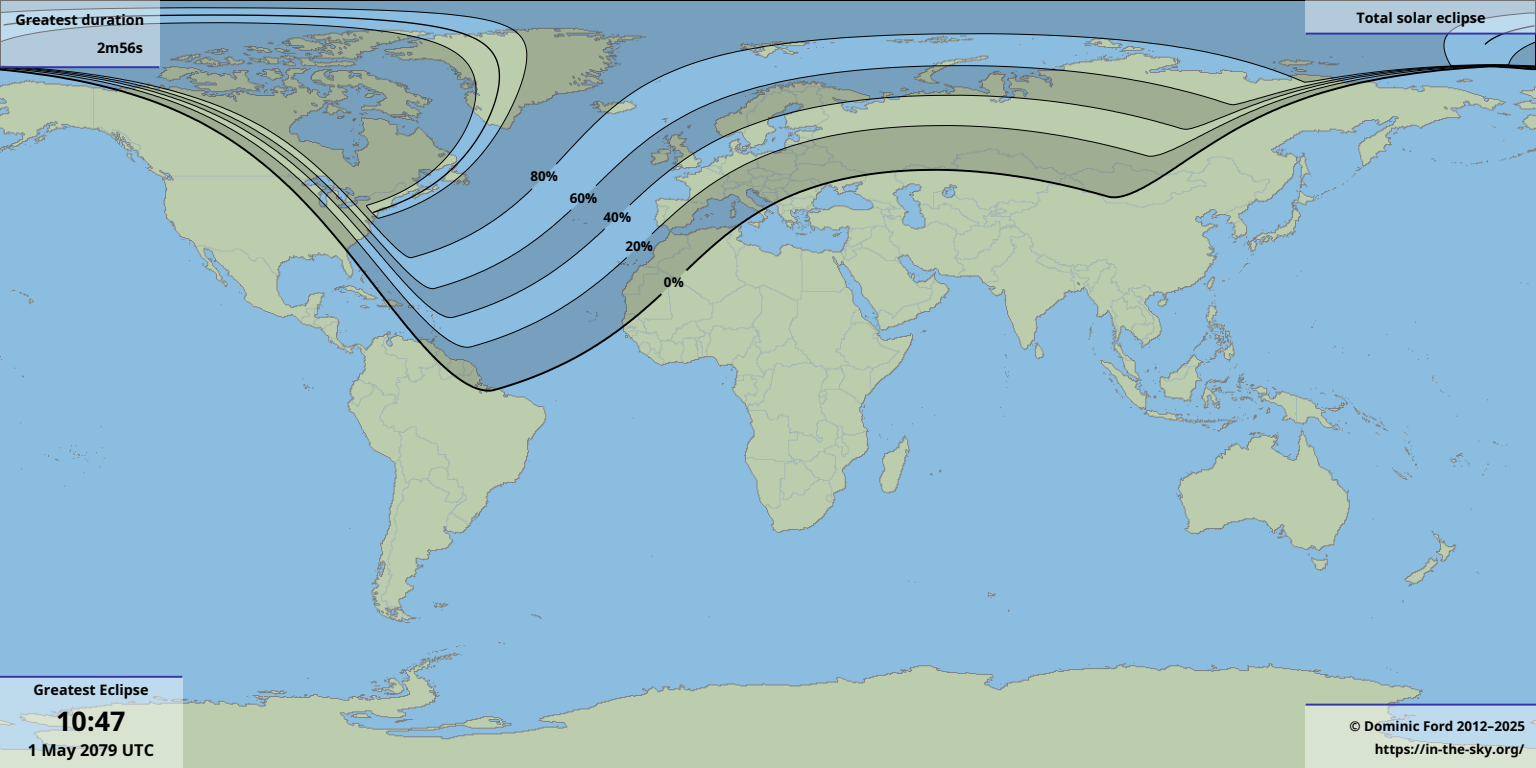 Greatest duration
2m56s
Total solar eclipse
80%
60%
40%
20%
0%
Greatest Eclipse
10:47
1 May 2079 UTC
© Dominic Ford 2012–2025
https://in-the-sky.org/